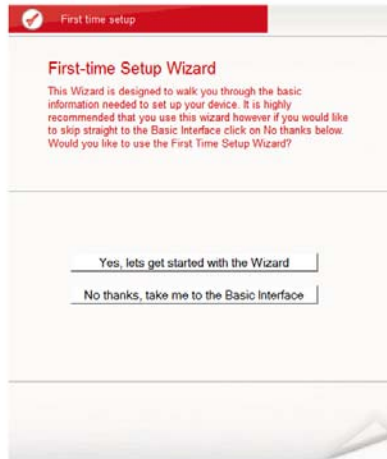 First time setup
First-time Setup Wizard
This Wizard is designed to walk you through the basic
information needed to set up your device. It is highly
recommended that you use this wizard however if you would like
to skip straight to the Basic Interface click on No thanks below.
Would you like to use the First Time Setup Wizard?
Yes, lets get started with the Wizard
No thanks, take me to the Basic Interface